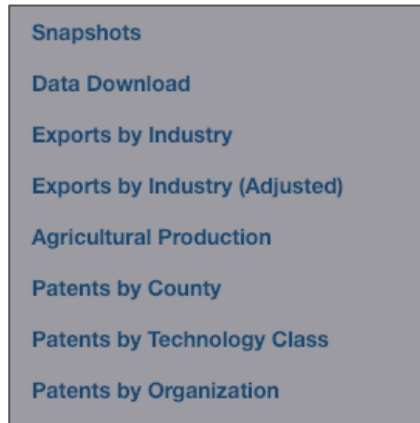 Snapshots
Data Download
Exports by Industry
Exports by Industry (Adjusted)
Agricultural Production
Patents by County
Patents by Technology Class
Patents by Organization